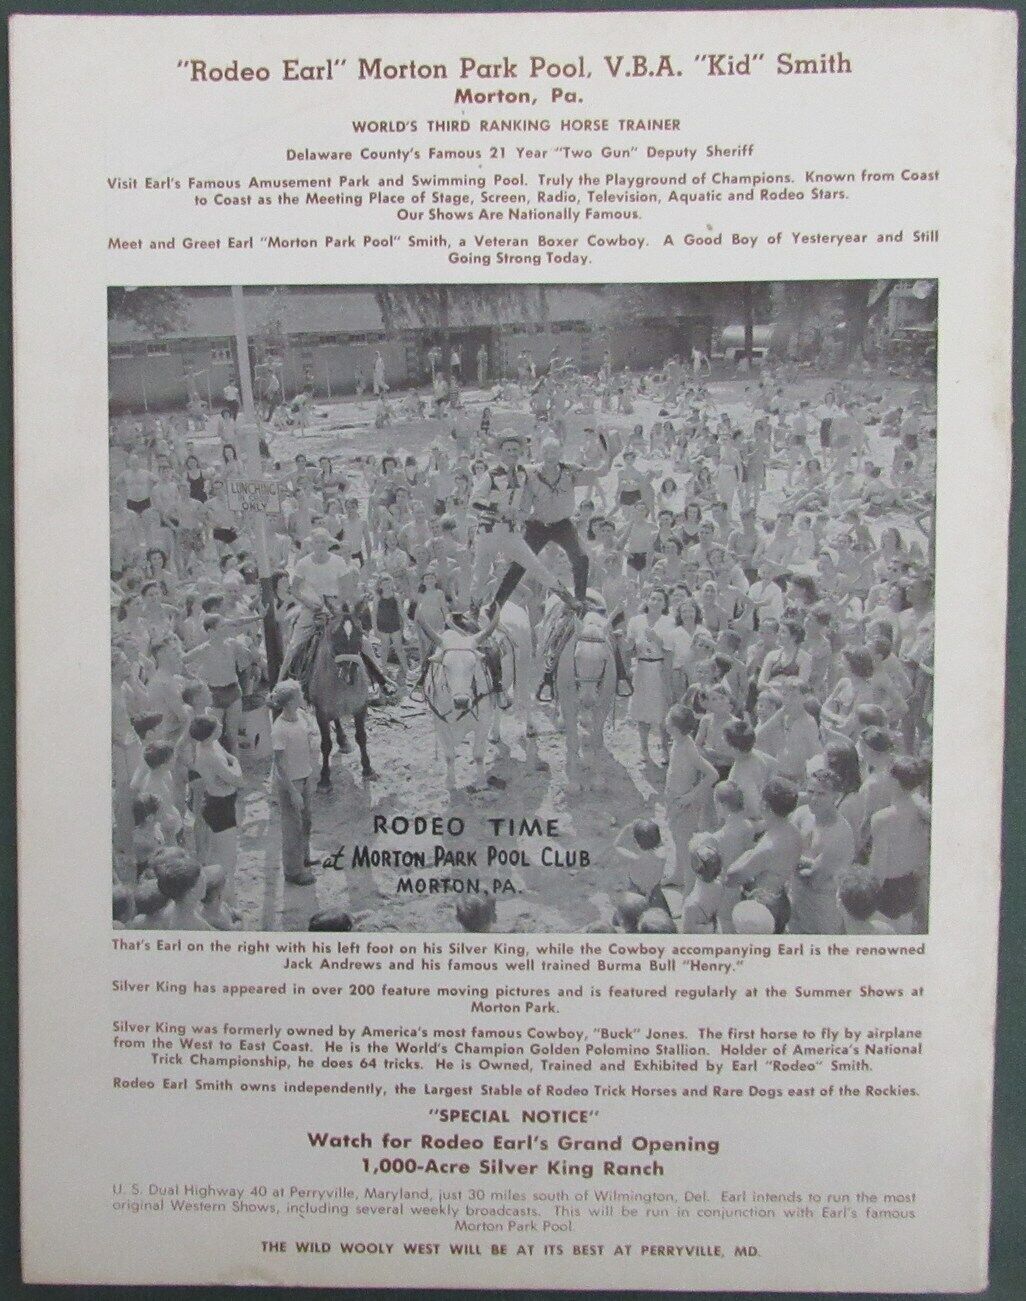 "Rodeo Earl" Morton Park Pool, V.B.A. "Kid" Smith
Morton, Pa.
WORLD'S THIRD RANKING HORSE TRAINER
Delaware County's Famous 21 Year "Two Gun" Deputy Sheriff
Visit Earl's Famous Amusement Park and Swimming Pool. Truly the Playground of Champions. Known from Coast
to Coast as the Meeting Place of Stage, Screen, Radio, Television, Aquatic and Rodeo Stars.
Our Shows Are Nationally Famous.
Meet and Greet Earl "Morton Park Pool" Smith, a Veteran Boxer Cowboy. A Good Boy of Yesteryear and Still
Going Strong Today.
LUNCHING
ONLY
RODEO TIME
at MORTON PARK POOL CLUB
MORTON, PA.
That's Earl on the right with his left foot on his Silver King, while the Cowboy accompanying Earl is the renowned
Jack Andrews and his famous well trained Burma Bull "Henry."
Silver King has appeared in over 200 feature moving pictures and is featured regularly at the Summer Shows at
Morton Park.
Silver King was formerly owned by America's most famous Cowboy, "Buck" Jones. The first horse to fly by airplane
from the West to East Coast. He is the World's Champion Golden Polomino Stallion. Holder of America's National
Trick Championship, he does 64 tricks. He is Owned, Trained and Exhibited by Earl "Rodeo" Smith.
Rodeo Earl Smith owns independently, the Largest Stable of Rodeo Trick Horses and Rare Dogs east of the Rockies.
"SPECIAL NOTICE"
Watch for Rodeo Earl's Grand Opening
1,000-Acre Silver King Ranch
U. S. Dual Highway 40 at Perryville, Maryland, just 30 miles south of Wilmington, Del. Earl intends to run the most
original Western Shows, including several weekly broadcasts. This will be run in conjunction with Earl's famous
Morton Park Pool.
THE WILD WOOLY WEST WILL BE AT ITS BEST AT PERRYVILLE, MD.